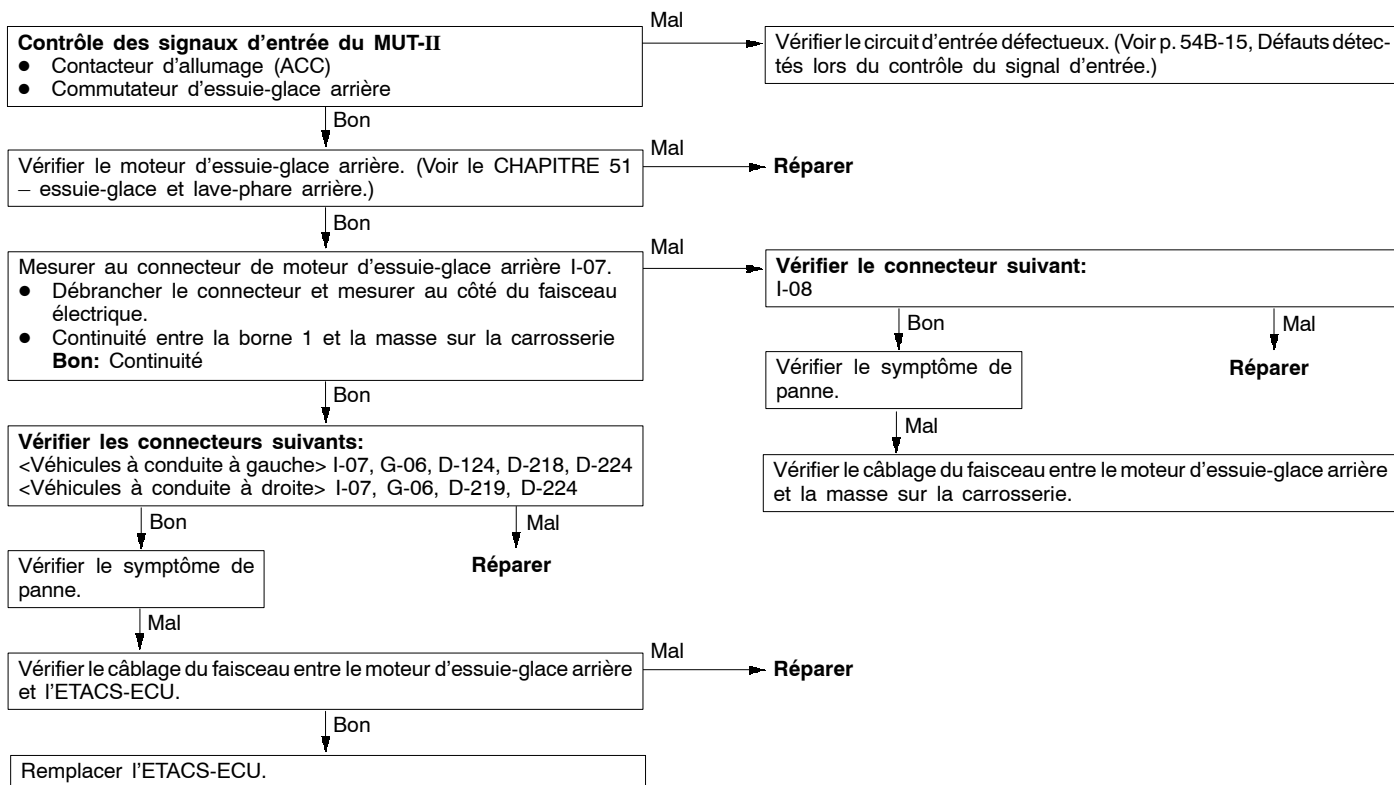 Mal
Contrôle des signaux d'entrée du MUT-II
● Contacteur d'allumage (ACC)
● Commutateur d'essuie-glace arrière
Vérifier le circuit d'entrée défectueux. (Voir p. 54B-15, Défauts détec-
tés lors du contrôle du signal d'entrée.)
Bon
Vérifier le moteur d'essuie-glace arrière. (Voir le CHAPITRE 51
– essuie-glace et lave-phare arrière.)
Mal
Réparer
Bon
Mesurer au connecteur de moteur d'essuie-glace arrière I-07.
● Débrancher le connecteur et mesurer au côté du faisceau
électrique.
● Continuité entre la borne 1 et la masse sur la carrosserie
Bon: Continuité
Mal
Vérifier le connecteur suivant:
I-08
Bon
Mal
Vérifier le symptôme de
panne.
Réparer
Mal
Vérifier le câblage du faisceau entre le moteur d'essuie-glace arrière
et la masse sur la carrosserie.
Bon
Vérifier les connecteurs suivants:
<Véhicules à conduite à gauche> I-07, G-06, D-124, D-218, D-224
<Véhicules à conduite à droite> I-07, G-06, D-219, D-224
Bon
Mal
Vérifier le symptôme de
panne.
Réparer
Mal
Vérifier le câblage du faisceau entre le moteur d'essuie-glace arrière
et l'ETACS-ECU.
Mal
Réparer
Bon
Remplacer l'ETACS-ECU.